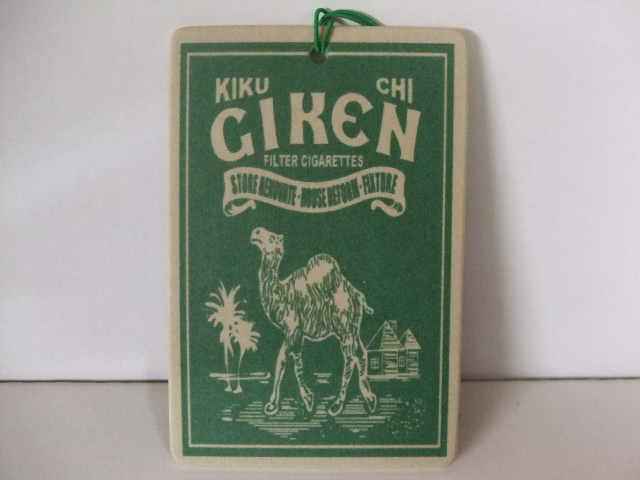 KIKU CHI
GIKEN
FILTER CIGARETTES
STORE RENOVATE · HOUSE REFORM · FIXTURE